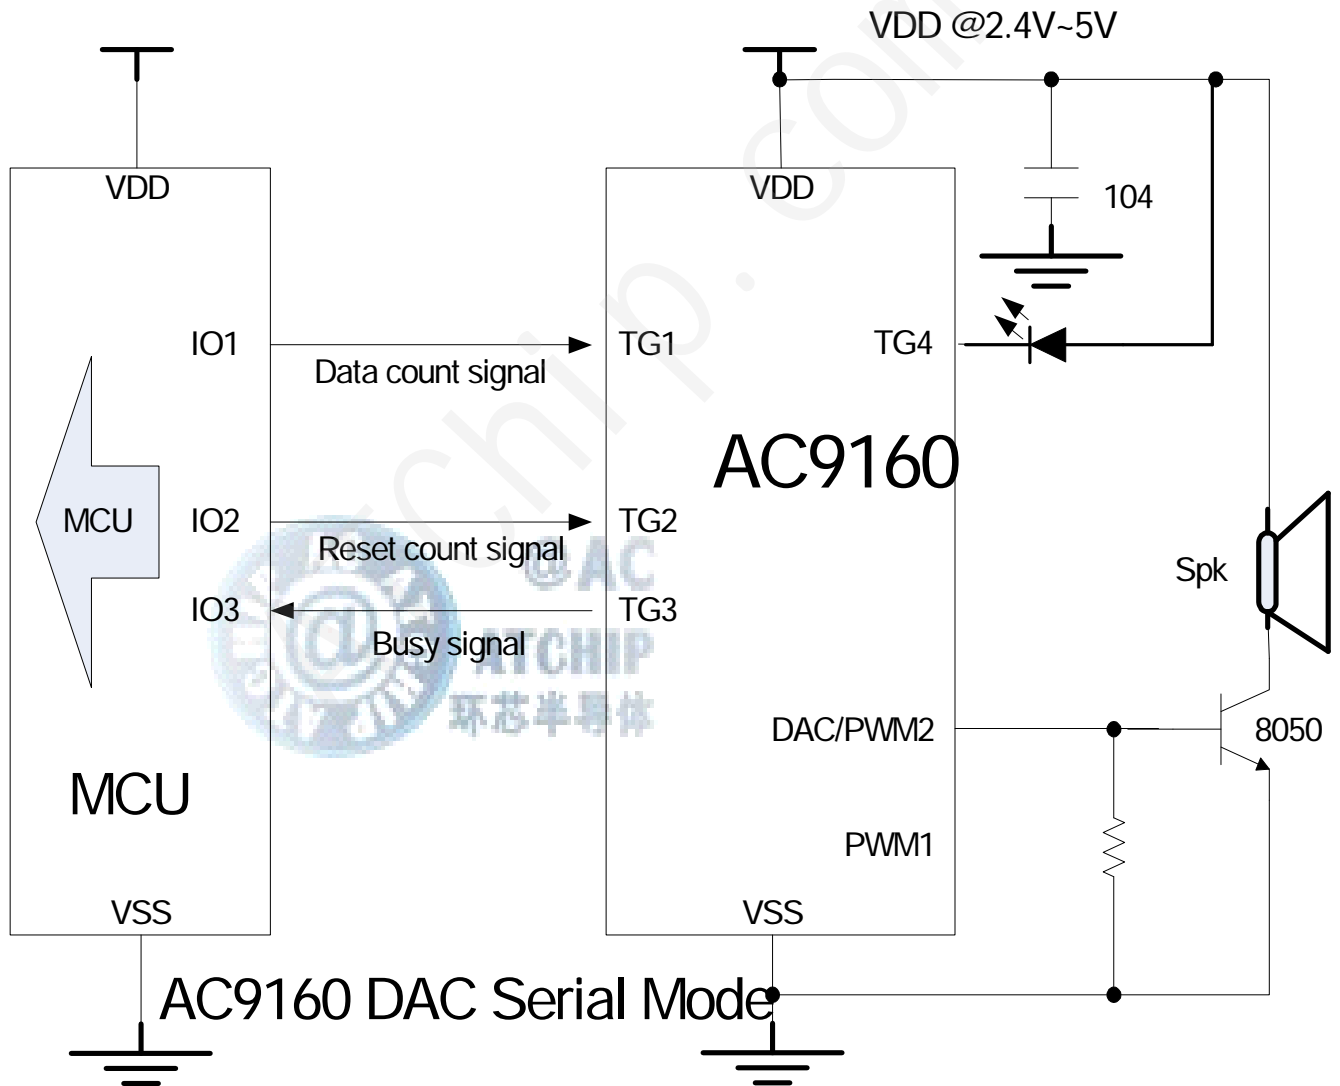 VDD @2.4V~5V
VDD
VDD
104
IO1
TG1
TG4
Data count signal
AC9160
MCU
IO2
TG2
Reset count signal
@AC
Spk
IO3
TG3
Busy signal
ATCHIP
环芯半导体
DAC/PWM2
8050
MCU
PWM1
VSS
VSS
AC9160 DAC Serial Mode